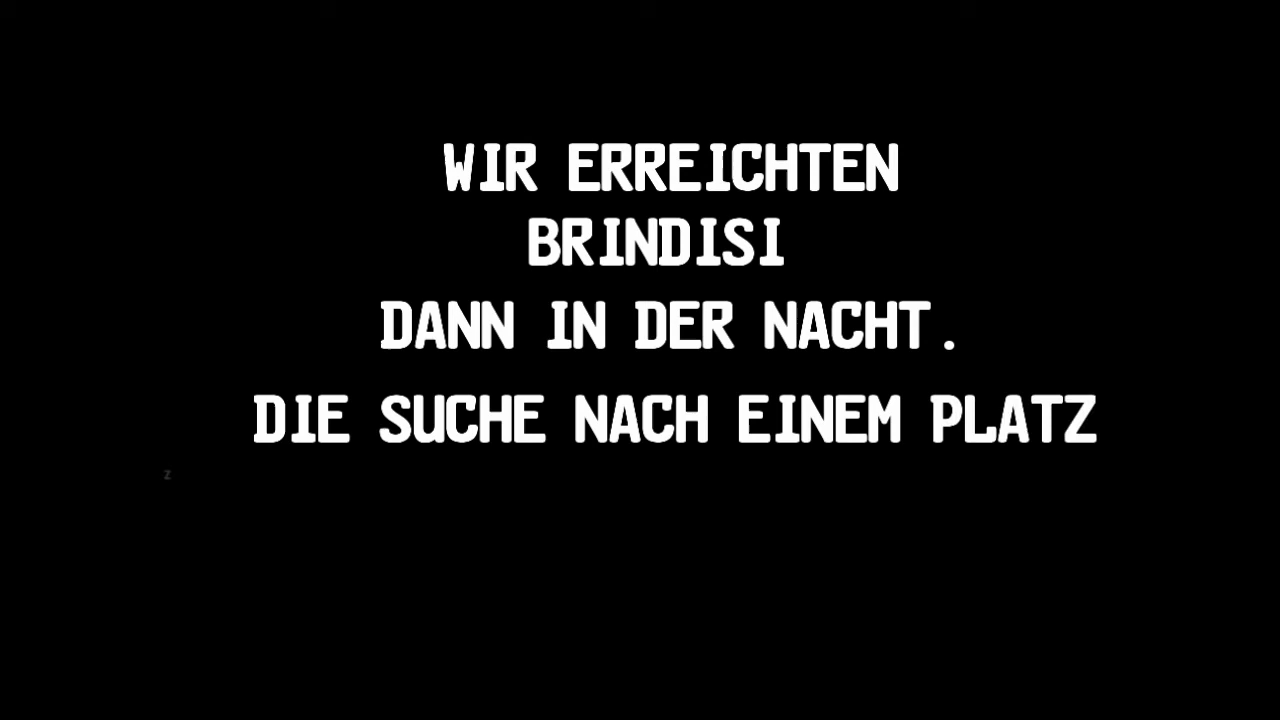 WIR ERREICHTEN
BRINDISI
DANN IN DER NACHT.
DIE SUCHE NACH EINEM PLATZ
Z